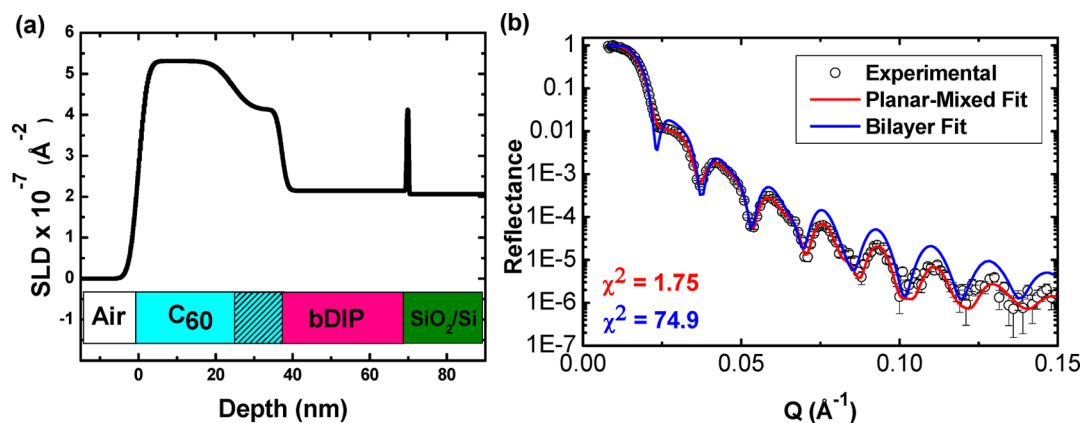 (a)
SLD x 10⁻⁷ (Å⁻²)
6
5
4
3
2
1
0
-1
Air
C₆₀
bDIP
SiO₂/Si
0 20 40 60 80
Depth (nm)
(b)
Reflectance
1
0.1
0.01
1E-3
1E-4
1E-5
1E-6
1E-7
Experimental
Planar-Mixed Fit
Bilayer Fit
χ² = 1.75
χ² = 74.9
0.00 0.05 0.10 0.15
Q (Å⁻¹)